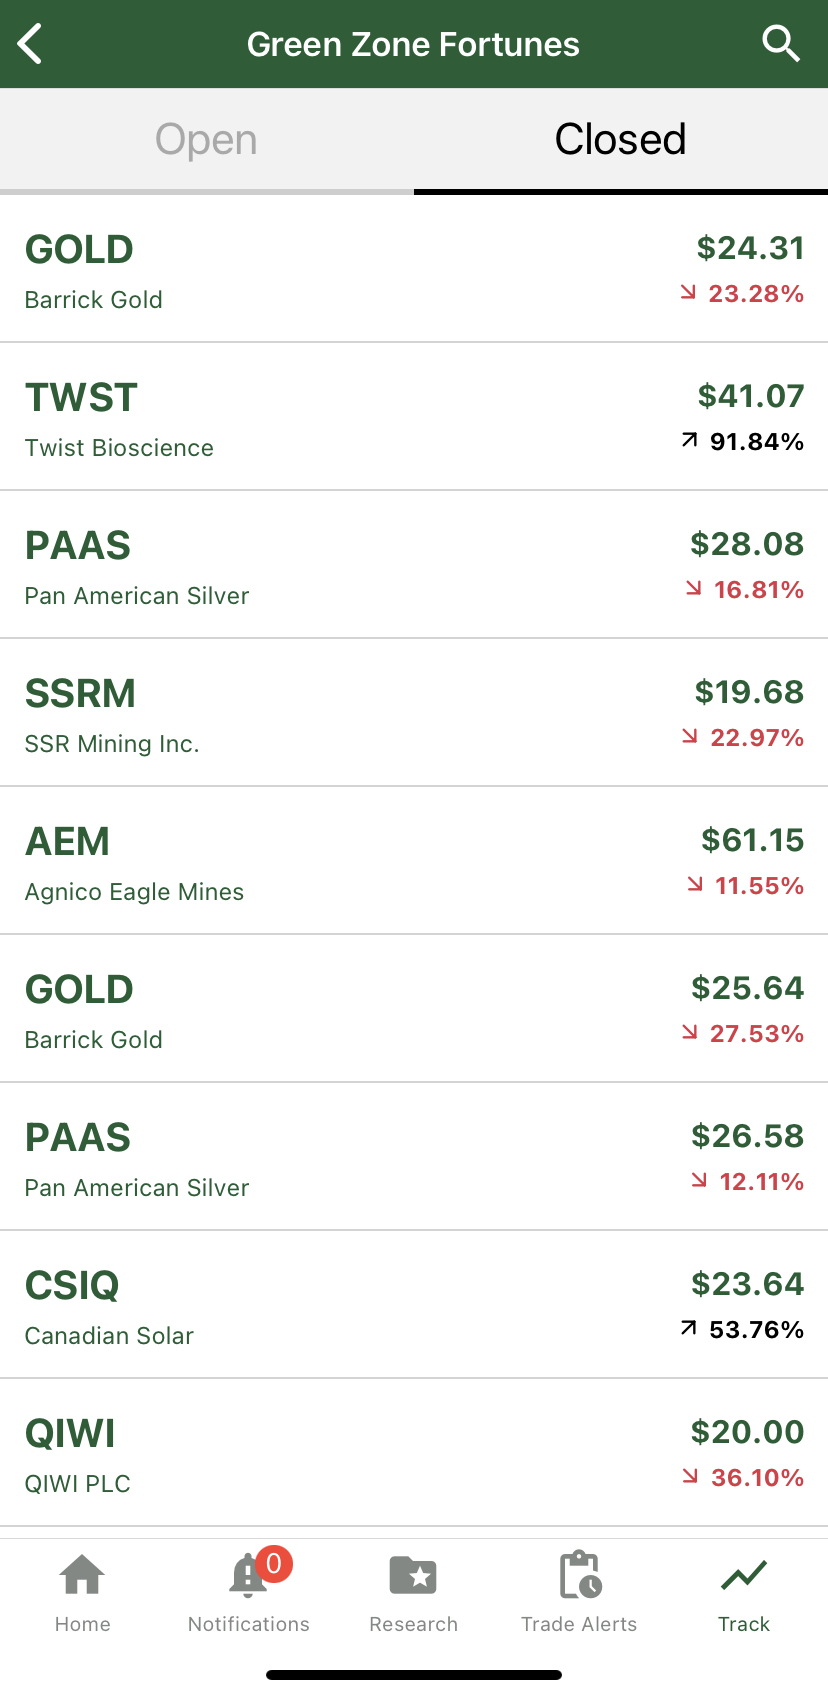 Green Zone Fortunes
Open Closed
GOLD $24.31
Barrick Gold 23.28%
TWST $41.07
Twist Bioscience 91.84%
PAAS $28.08
Pan American Silver 16.81%
SSRM $19.68
SSR Mining Inc. 22.97%
AEM $61.15
Agnico Eagle Mines 11.55%
GOLD $25.64
Barrick Gold 27.53%
PAAS $26.58
Pan American Silver 12.11%
CSIQ $23.64
Canadian Solar 53.76%
QIWI $20.00
QIWI PLC 36.10%
0
Home Notifications Research Trade Alerts Track